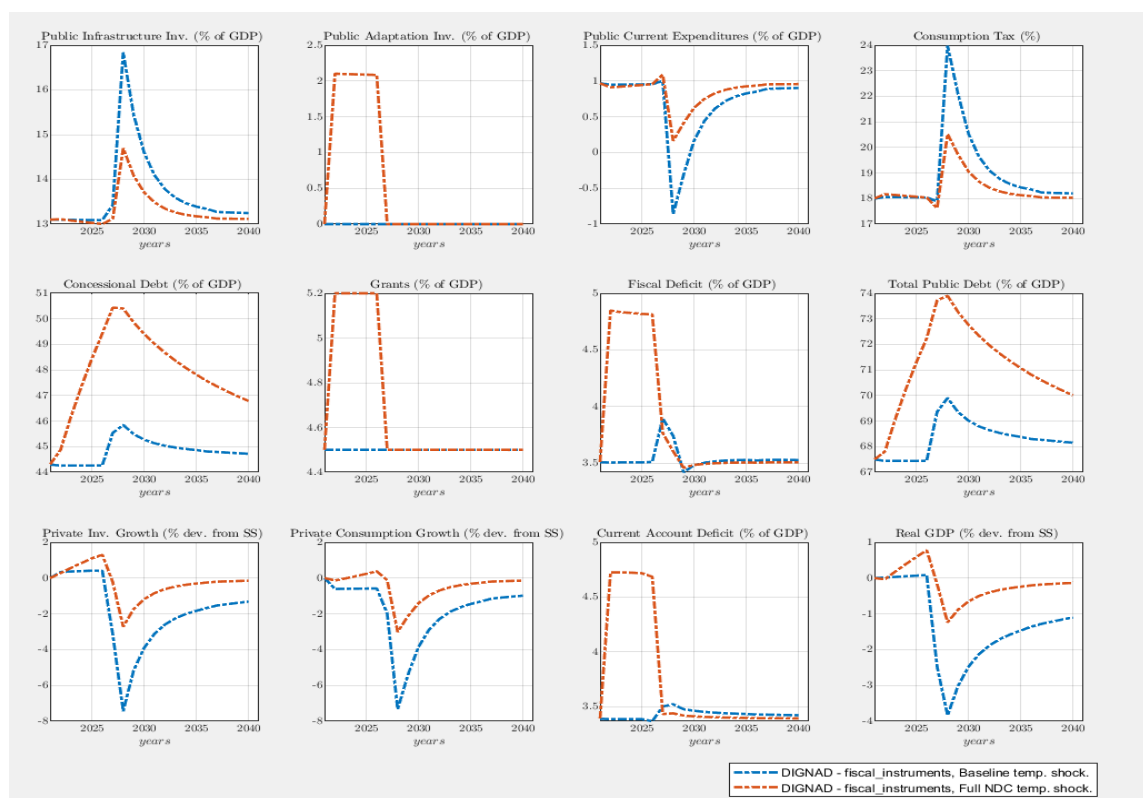 Public Infrastructure Inv. (% of GDP)
Public Adaptation Inv. (% of GDP)
Public Current Expenditures (% of GDP)
Consumption Tax (%)
17
16
15
14
13
2025 2030 2035 2040
years
2.5
2
1.5
1
0.5
0
2025 2030 2035 2040
years
1.5
1
0.5
0
-0.5
-1
2025 2030 2035 2040
years
24
23
22
21
20
19
18
17
2025 2030 2035 2040
years
Concessional Debt (% of GDP)
Grants (% of GDP)
Fiscal Deficit (% of GDP)
Total Public Debt (% of GDP)
51
50
49
48
47
46
45
44
2025 2030 2035 2040
years
5.2
5
4.8
4.6
4.4
2025 2030 2035 2040
years
5
4.5
4
3.5
2025 2030 2035 2040
years
74
73
72
71
70
69
68
67
2025 2030 2035 2040
years
Private Inv. Growth (% dev. from SS)
Private Consumption Growth (% dev. from SS)
Current Account Deficit (% of GDP)
Real GDP (% dev. from SS)
2
0
-2
-4
-6
-8
2025 2030 2035 2040
years
2
0
-2
-4
-6
-8
2025 2030 2035 2040
years
5
4.5
4
3.5
2025 2030 2035 2040
years
1
0
-1
-2
-3
-4
2025 2030 2035 2040
years
DIGNAD - fiscal_instruments, Baseline temp. shock.
DIGNAD - fiscal_instruments, Full NDC temp. shock.